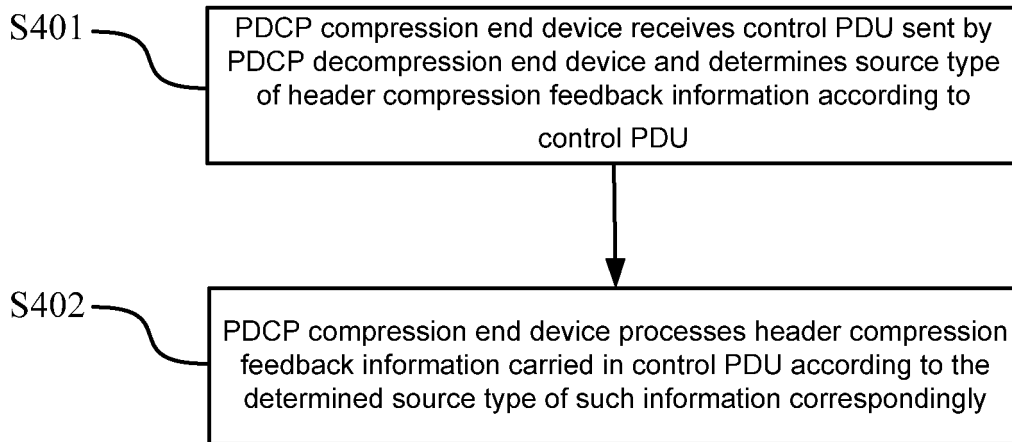 S401
PDCP compression end device receives control PDU sent by
PDCP decompression end device and determines source type
of header compression feedback information according to
control PDU
S402
PDCP compression end device processes header compression
feedback information carried in control PDU according to the
determined source type of such information correspondingly